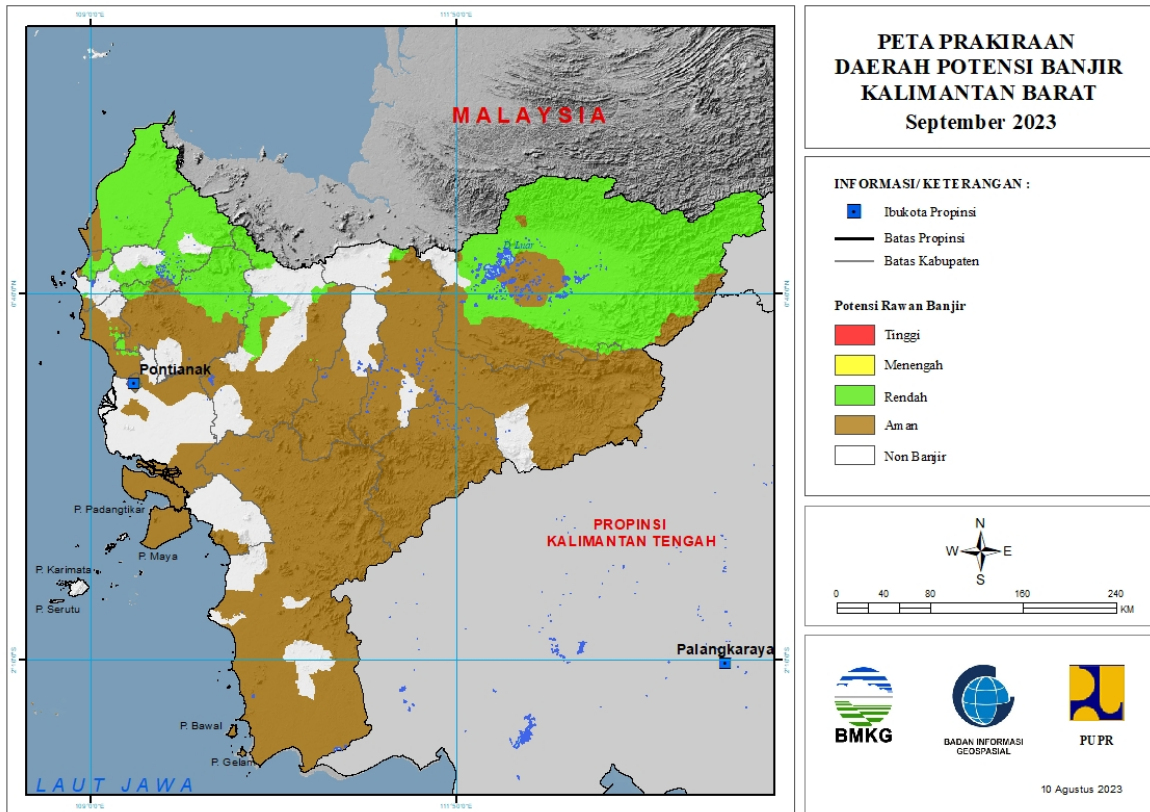 PETA PRAKIRAAN
DAERAH POTENSI BANJIR
KALIMANTAN BARAT
September 2023
INFORMASI/ KETERANGAN :
Ibukota Propinsi
Batas Propinsi
Batas Kabupaten
Potensi Rawan Banjir
Tinggi
Menengah
Rendah
Aman
Non Banjir
N
W E
S
0 40 80 160 240
KM
BMKG
BADAN INFORMASI
GEOSPASIAL
PUPR
10 Agustus 2023
MALAYSIA
Pontianak
P. Padangtikar
P. Maya
P. Karimata
P. Serutu
PROPINSI
KALIMANTAN TENGAH
Palangkaraya
P. Bawal
P. Gelam
LAUT JAWA